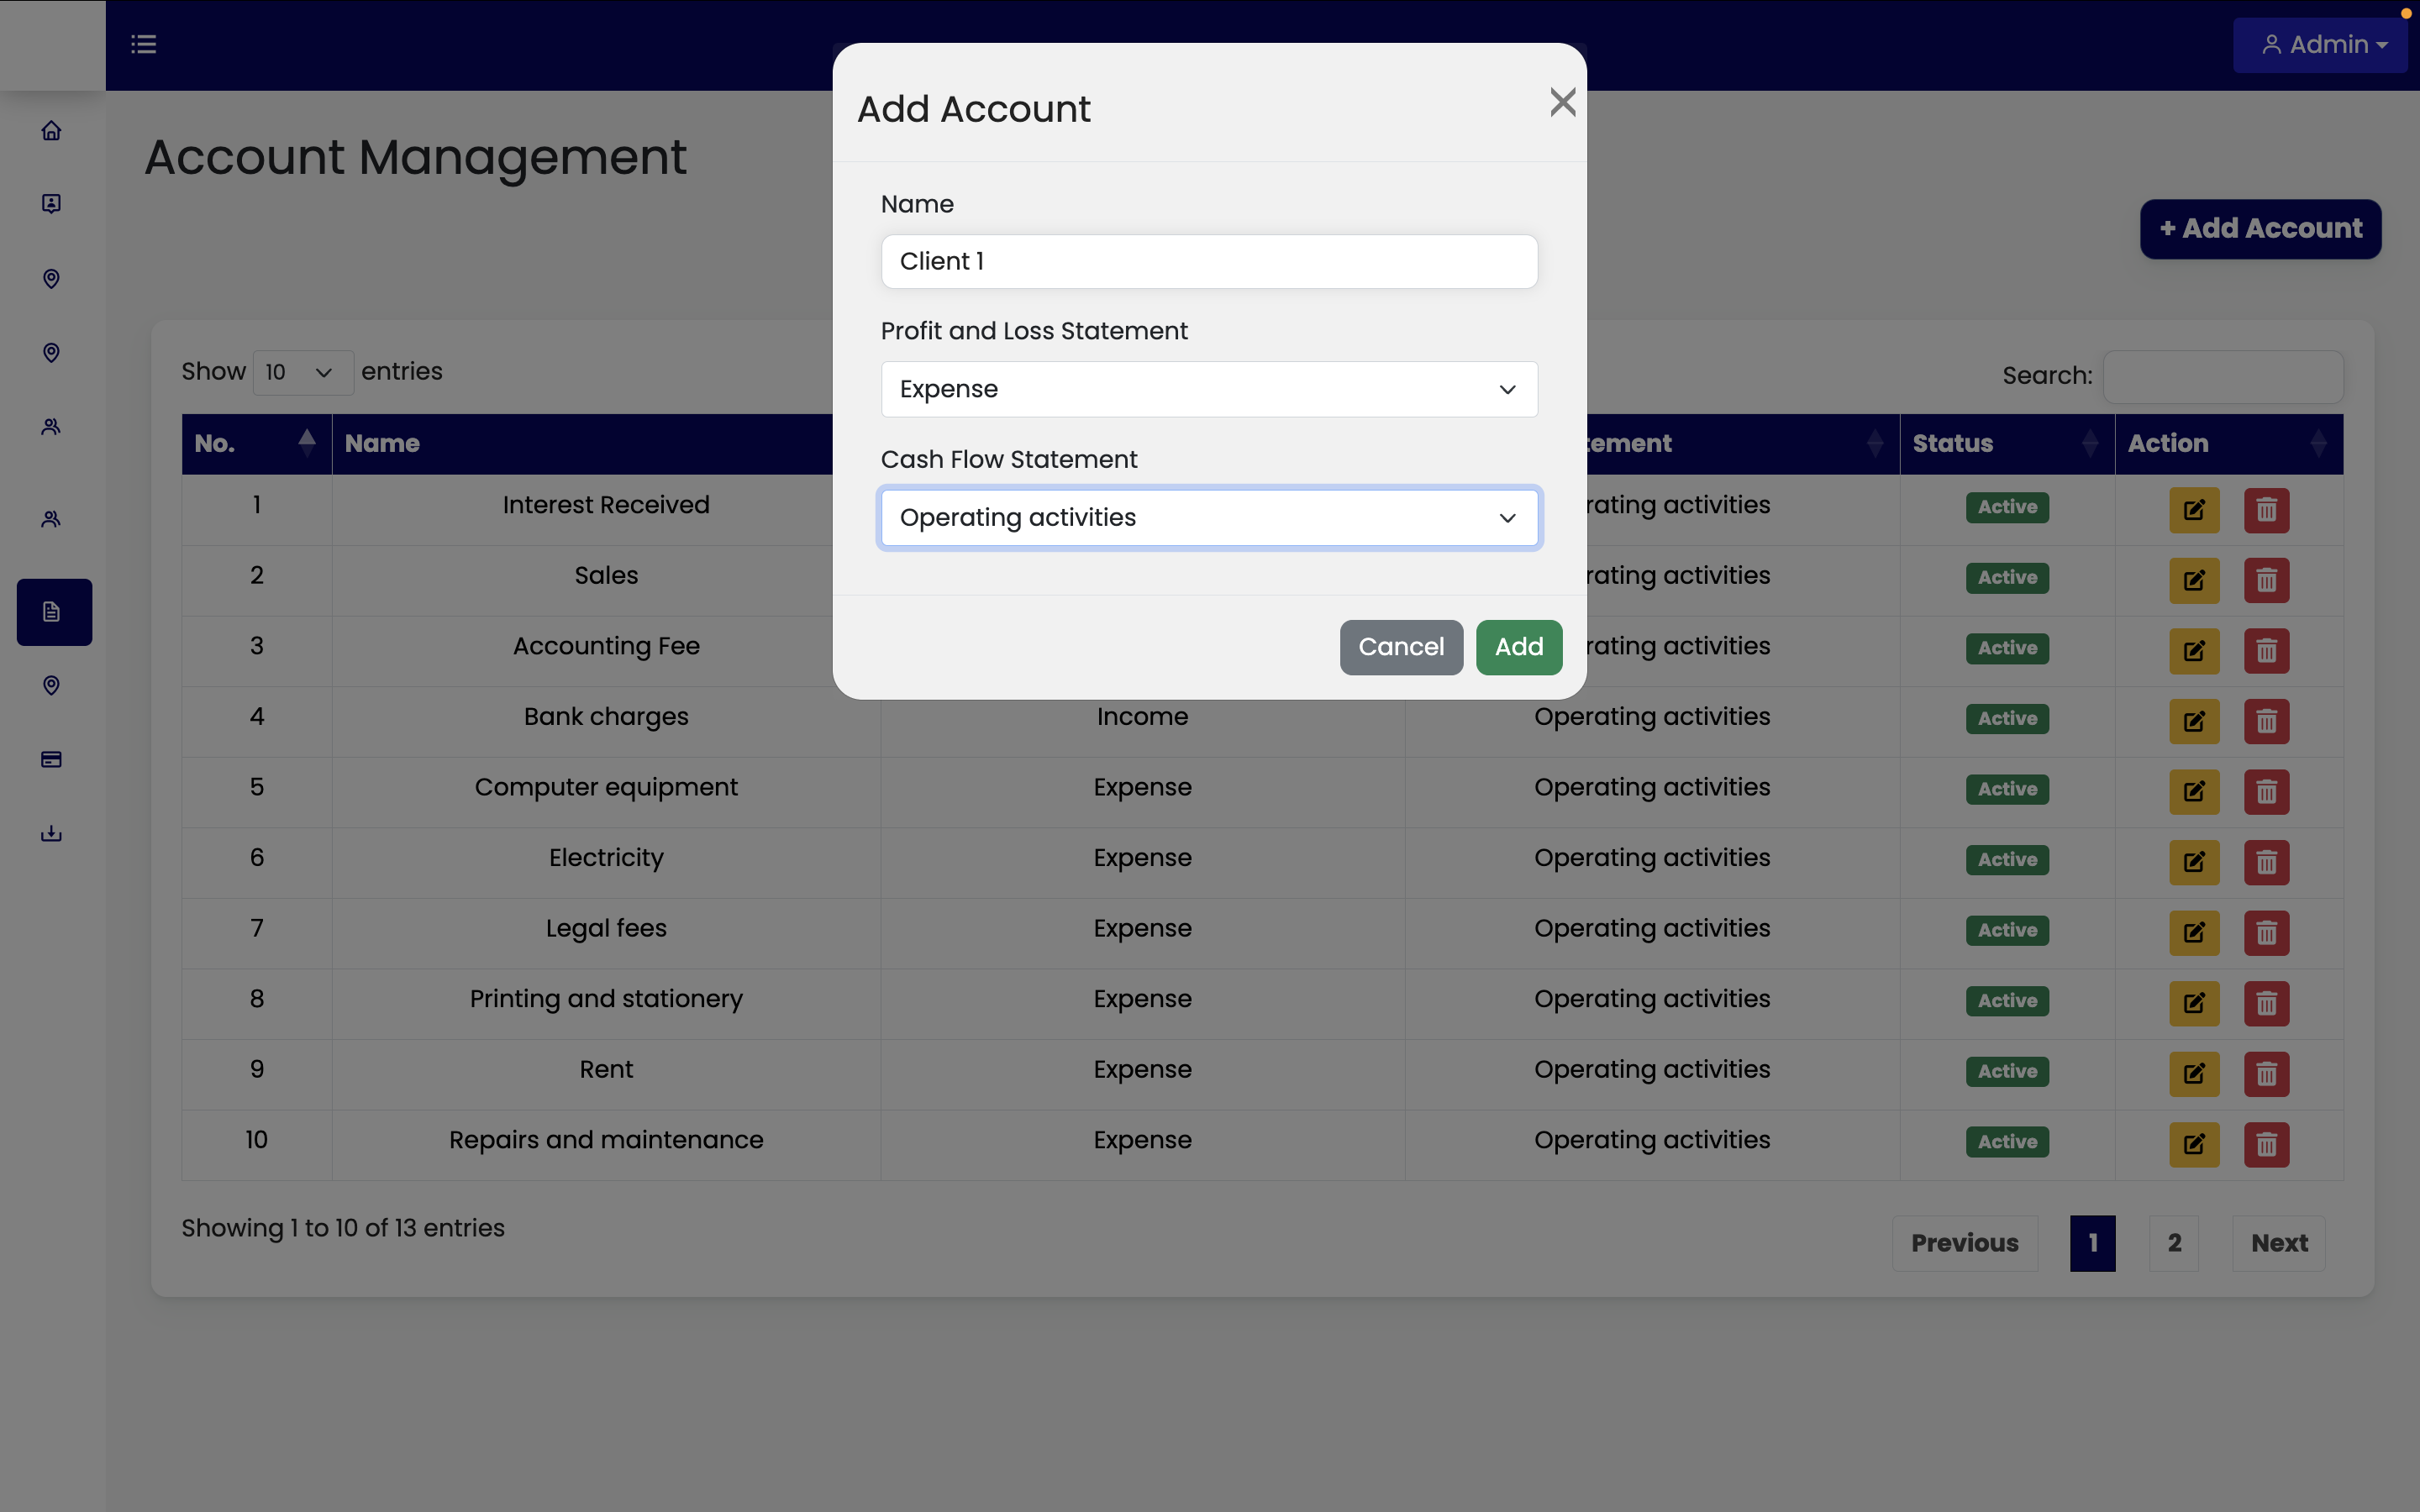 Admin
Account Management
+ Add Account
Add Account
Name
Client 1
Profit and Loss Statement
Expense
Cash Flow Statement
Operating activities
Cancel
Add
Show 10 entries
Search:
No. Name tement Status Action
1 Interest Received rating activities Active
2 Sales rating activities Active
3 Accounting Fee rating activities Active
4 Bank charges Income Operating activities Active
5 Computer equipment Expense Operating activities Active
6 Electricity Expense Operating activities Active
7 Legal fees Expense Operating activities Active
8 Printing and stationery Expense Operating activities Active
9 Rent Expense Operating activities Active
10 Repairs and maintenance Expense Operating activities Active
Showing 1 to 10 of 13 entries
Previous 1 2 Next